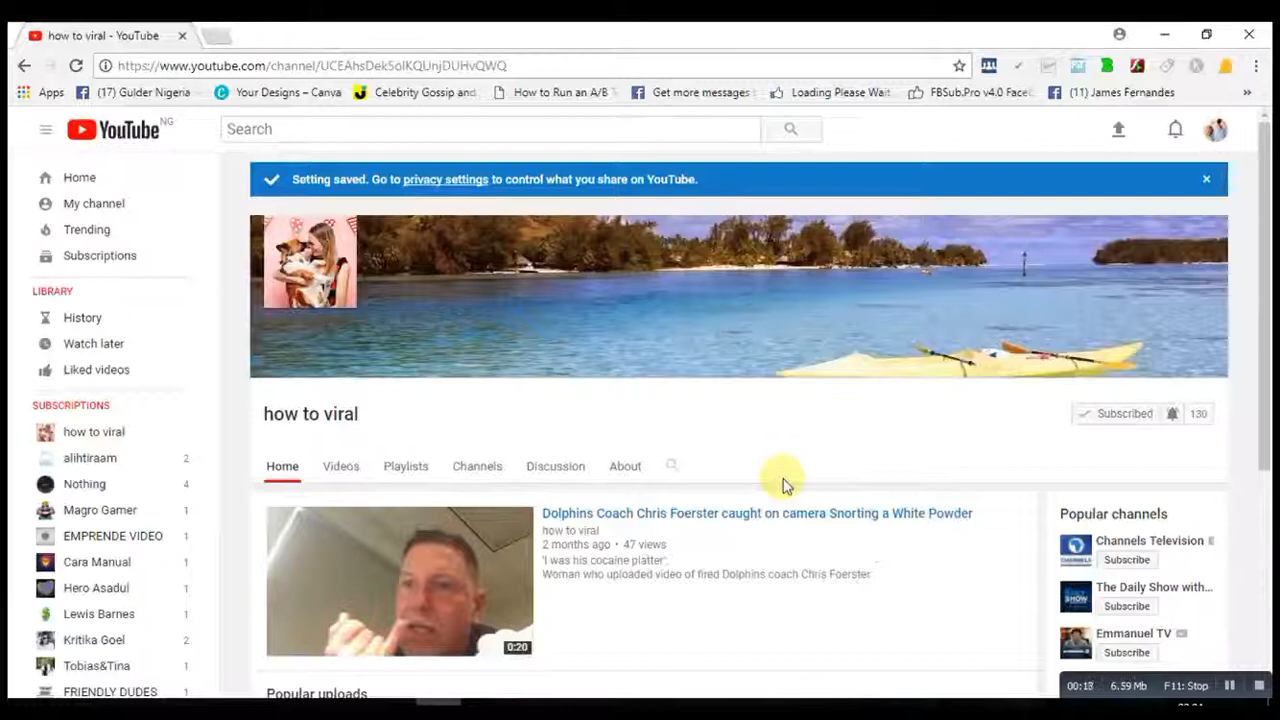 how to viral - YouTube
https://www.youtube.com/channel/UCEAhsDek5oIKQUnjDUHvQWQ
Apps (17) Gulder Nigeria Your Designes – Canva Celebrity Gossip and How to Run an A/B T Get more messages Loading Please Wait FBSub.Pro v4.0 Facel (11) James Fernandes »
YouTube NG
Search
Setting saved. Go to privacy settings to control what you share on YouTube.
Home
My channel
Trending
Subscriptions
LIBRARY
History
Watch later
Liked videos
SUBSCRIPTIONS
how to viral
alihtiraam 2
Nothing 4
Magro Gamer 1
EMPRENDE VIDEO 1
Cara Manual 1
Hero Asadul 1
Lewis Barnes 1
Kritika Goel 2
Tobias&Tina 1
FRIENDLY DUDES 1
how to viral
Subscribed 130
Home Videos Playlists Channels Discussion About
Dolphins Coach Chris Foerster caught on camera Snorting a White Powder
how to viral
2 months ago • 47 views
'I was his cocaine platter':
Woman who uploaded video of fired Dolphins coach Chris Foerster
0:20
Popular uploads
Popular channels
Channels Television
Subscribe
The Daily Show with...
Subscribe
Emmanuel TV
Subscribe
00:13 6.59 Mb F11: Stop